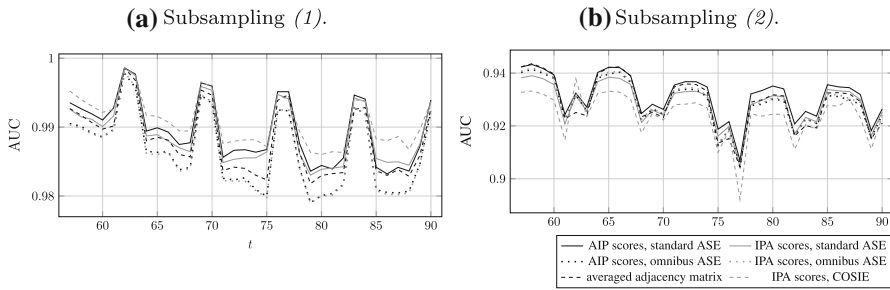 (a) Subsampling (1).
(b) Subsampling (2).
1
0.99
0.98
AUC
60 65 70 75 80 85 90
t
0.94
0.92
0.9
AUC
60 65 70 75 80 85 90
AIP scores, standard ASE
IPA scores, standard ASE
AIP scores, omnibus ASE
IPA scores, omnibus ASE
averaged adjacency matrix
IPA scores, COSIE